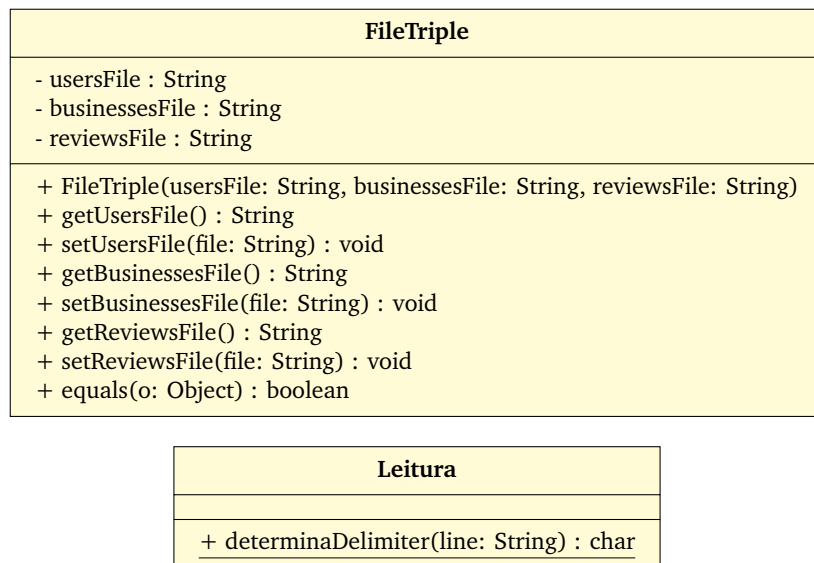 FileTriple
- usersFile : String
- businessesFile : String
- reviewsFile : String
+ FileTriple(usersFile: String, businessesFile: String, reviewsFile: String)
+ getUsersFile() : String
+ setUsersFile(file: String) : void
+ getBusinessesFile() : String
+ setBusinessesFile(file: String) : void
+ getReviewsFile() : String
+ setReviewsFile(file: String) : void
+ equals(o: Object) : boolean
Leitura
+ determinaDelimiter(line: String) : char